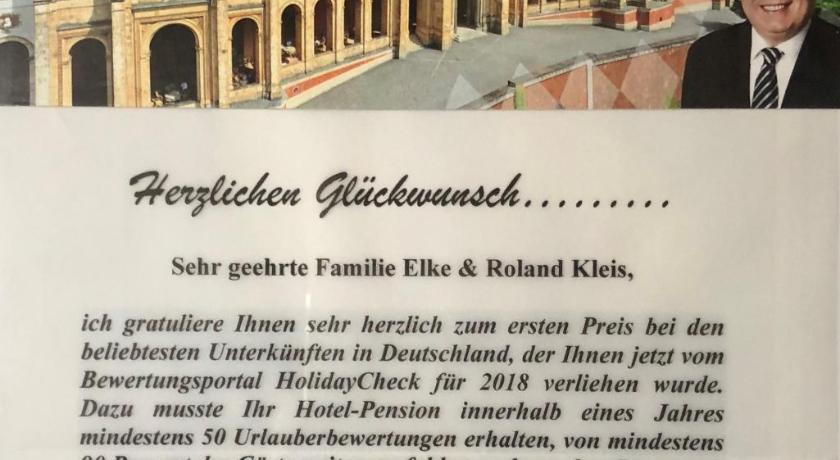 Herzlichen Glückwunsch.........
Sehr geehrte Familie Elke & Roland Kleis,
ich gratuliere Ihnen sehr herzlich zum ersten Preis bei den
beliebtesten Unterkünften in Deutschland, der Ihnen jetzt vom
Bewertungsportal HolidayCheck für 2018 verliehen wurde.
Dazu musste Ihr Hotel-Pension innerhalb eines Jahres
mindestens 50 Urlauberbewertungen erhalten, von mindestens